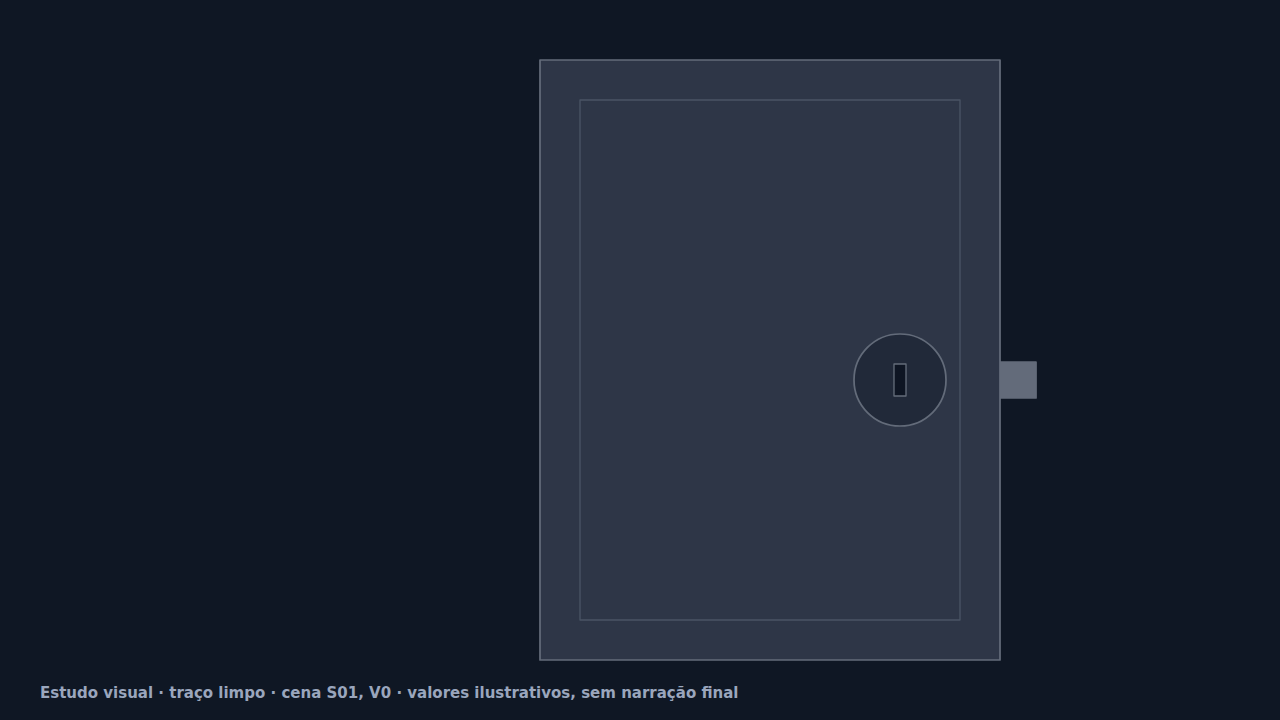 Estudo visual · traço limpo · cena S01, V0 · valores ilustrativos, sem narração final